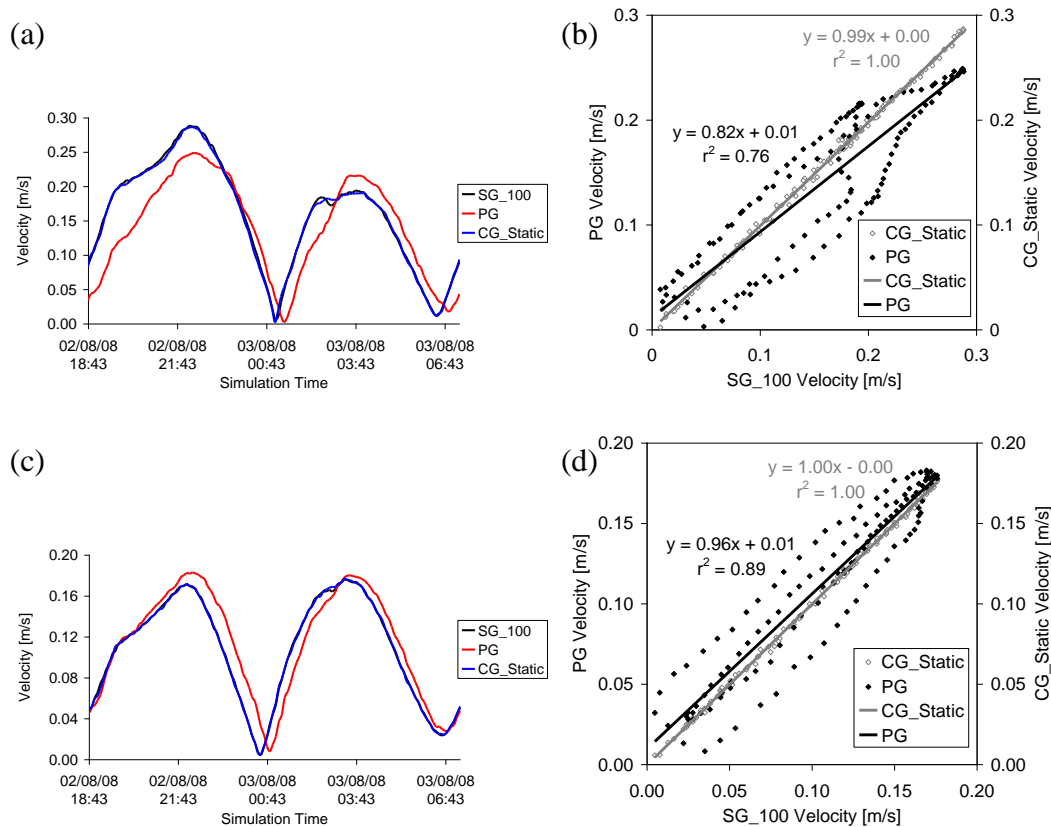 (a)
0.30
0.25
0.20
0.15
0.10
0.05
0.00
Velocity [m/s]
02/08/08 02/08/08 03/08/08 03/08/08 03/08/08
18:43 21:43 00:43 03:43 06:43
Simulation Time
SG_100
PG
CG_Static
(b)
0.3
0.2
0.1
0
PG Velocity [m/s]
y = 0.99x + 0.00
r² = 1.00
y = 0.82x + 0.01
r² = 0.76
CG_Static
PG
CG_Static
PG
0.3
0.2
0.1
0
CG_Static Velocity [m/s]
0 0.1 0.2 0.3
SG_100 Velocity [m/s]
(c)
0.20
0.16
0.12
0.08
0.04
0.00
Velocity [m/s]
02/08/08 02/08/08 03/08/08 03/08/08 03/08/08
18:43 21:43 00:43 03:43 06:43
Simulation Time
SG_100
PG
CG_Static
(d)
0.20
0.15
0.10
0.05
0.00
PG Velocity [m/s]
y = 1.00x - 0.00
r² = 1.00
y = 0.96x + 0.01
r² = 0.89
CG_Static
PG
CG_Static
PG
0.20
0.15
0.10
0.05
0.00
CG_Static Velocity [m/s]
0.00 0.05 0.10 0.15 0.20
SG_100 Velocity [m/s]